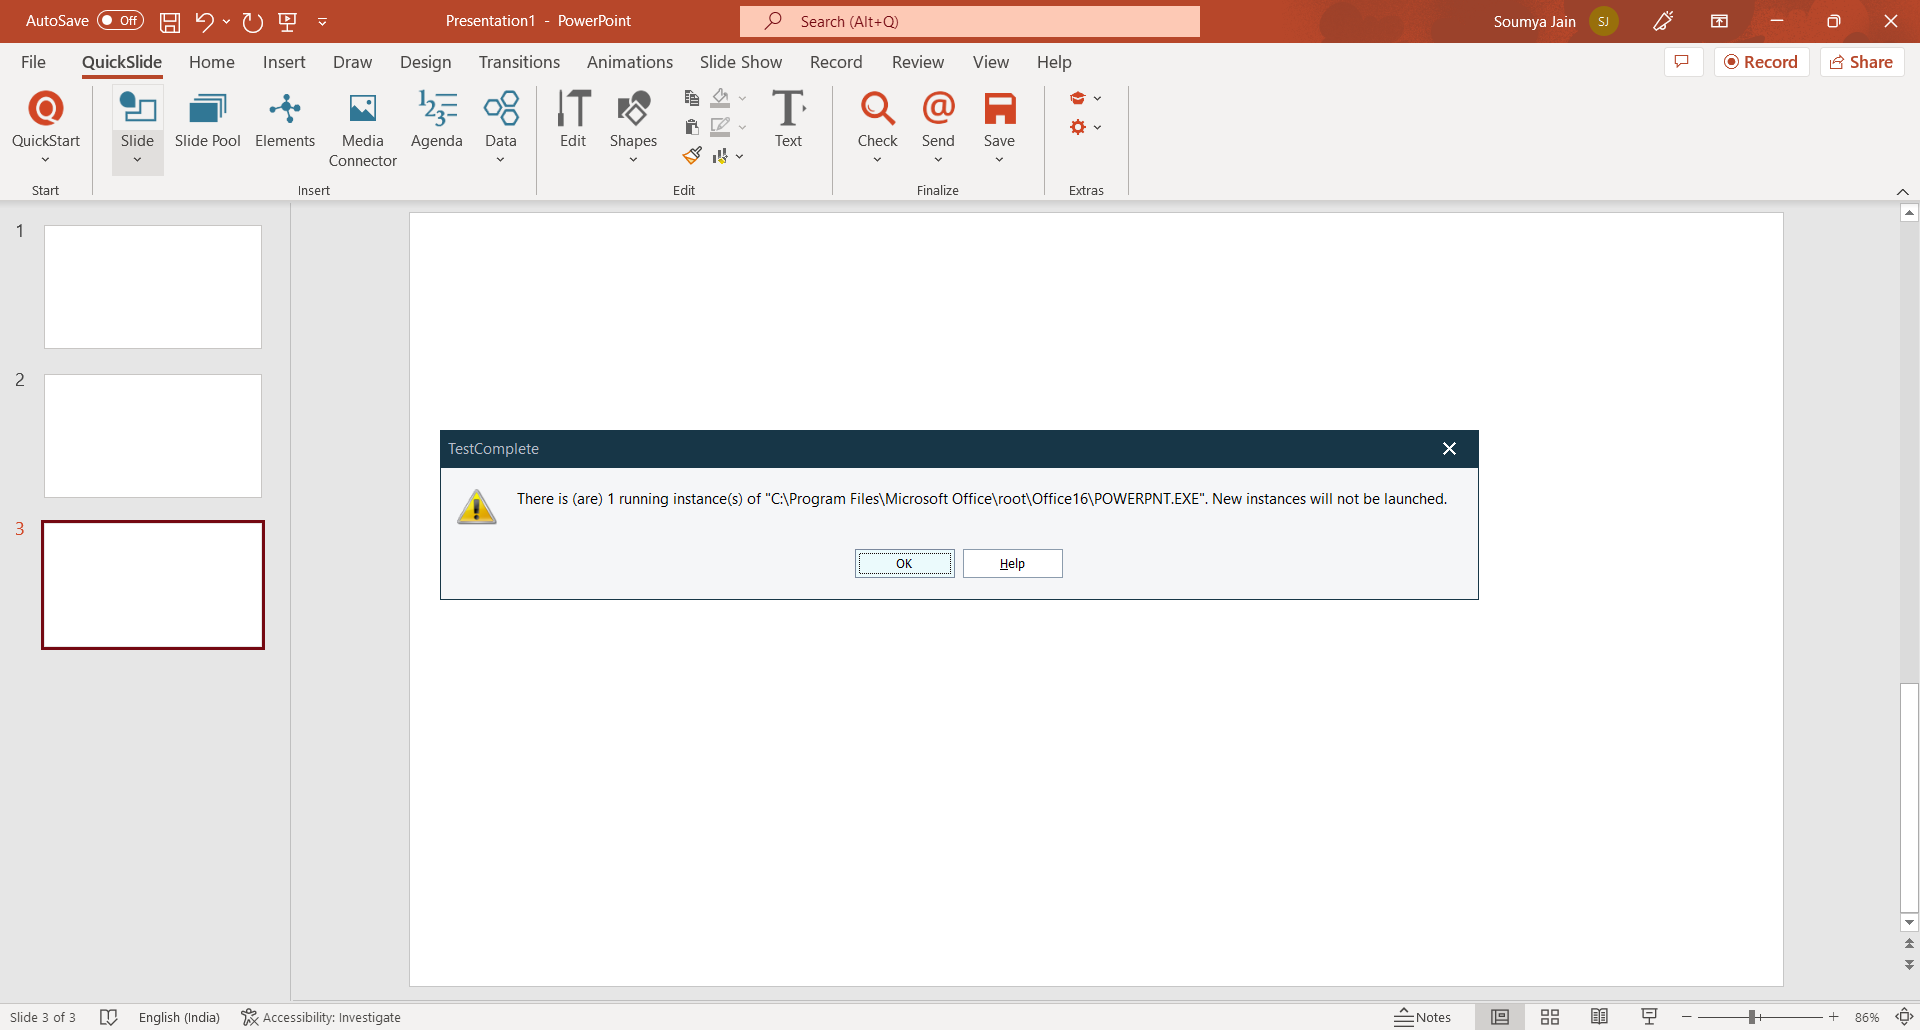 AutoSave Off Presentation1 - PowerPoint Search (Alt+Q) Soumya Jain SJ
File QuickSlide Home Insert Draw Design Transitions Animations Slide Show Record Review View Help Record Share
QuickStart Slide Slide Pool Elements Media Connector Agenda Data Edit Shapes Text Check Send Save
Start Insert Edit Finalize Extras
1
2
3
TestComplete
There is (are) 1 running instance(s) of "C:\Program Files\Microsoft Office\root\Office16\POWERPNT.EXE". New instances will not be launched.
OK Help
Slide 3 of 3 English (India) Accessibility: Investigate Notes 86%